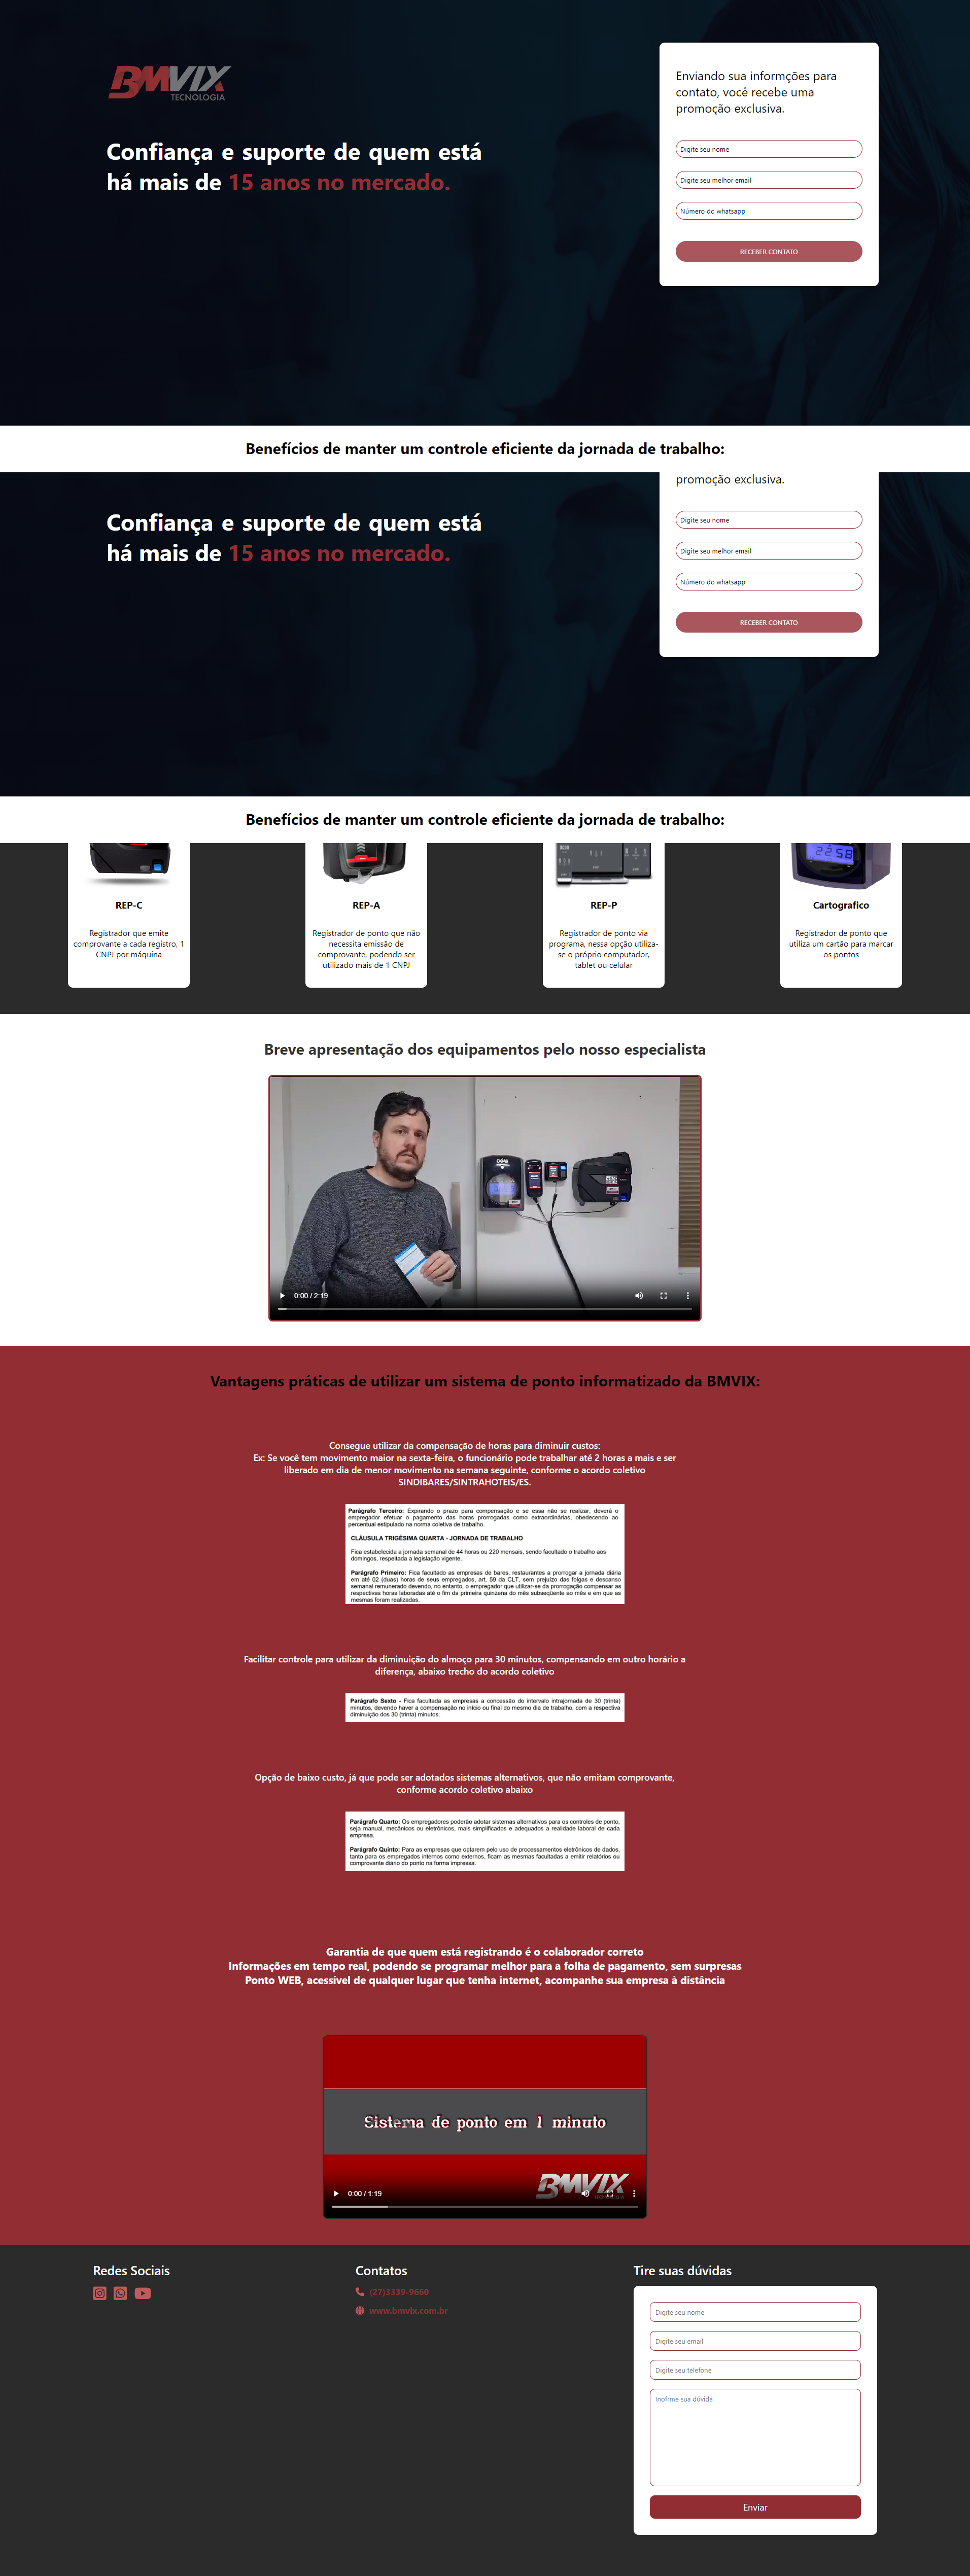 BMVIX
TECNOLOGIA
Confiança e suporte de quem está
há mais de 15 anos no mercado.
Enviando sua informções para
contato, você recebe uma
promoção exclusiva.
Digite seu nome
Digite seu melhor email
Número do whatsapp
RECEBER CONTATO
Benefícios de manter um controle eficiente da jornada de trabalho:
promoção exclusiva.
Confiança e suporte de quem está
há mais de 15 anos no mercado.
Digite seu nome
Digite seu melhor email
Número do whatsapp
RECEBER CONTATO
Benefícios de manter um controle eficiente da jornada de trabalho:
22 58
REP-C
Registrador que emite
comprovante a cada registro, 1
CNPJ por máquina
REP-A
Registrador de ponto que não
necessita emissão de
comprovante, podendo ser
utilizado mais de 1 CNPJ
REP-P
Registrador de ponto via
programa, nessa opção utiliza-
se o próprio computador,
tablet ou celular
Cartografico
Registrador de ponto que
utiliza um cartão para marcar
os pontos
Breve apresentação dos equipamentos pelo nosso especialista
0:00 / 2:19
Vantagens práticas de utilizar um sistema de ponto informatizado da BMVIX:
Consegue utilizar da compensação de horas para diminuir custos:
Ex: Se você tem movimento maior na sexta-feira, o funcionário pode trabalhar até 2 horas a mais e ser
liberado em dia de menor movimento na semana seguinte, conforme o acordo coletivo
SINDIBARES/SINTRAHOTEIS/ES.
Parágrafo Terceiro: Expirando o prazo para compensação e se essa não se realizar, deverá o
empregador efetuar o pagamento das horas prorrogadas como extraordinárias, obedecendo ao
percentual estipulado na norma coletiva de trabalho.
CLÁUSULA TRIGÉSIMA QUARTA - JORNADA DE TRABALHO
Fica estabelecida a jornada semanal de 44 horas ou 220 mensais, sendo facultado o trabalho aos
domingos, respeitada a legislação vigente.
Parágrafo Primeiro: Fica facultado as empresas de bares, restaurantes a prorrogar a jornada diária
em até 02 (duas) horas de seus empregados, art. 59 da CLT, sem prejuízo das folgas e descanso
semanal remunerado devendo, no entanto, o empregador que utilizar-se da prorrogação compensar as
respectivas horas laboradas até o fim da primeira quinzena do mês subseqüente ao mês e em que as
mesmas foram realizadas.
Facilitar controle para utilizar da diminuição do almoço para 30 minutos, compensando em outro horário a
diferença, abaixo trecho do acordo coletivo
Parágrafo Sexto - Fica facultada as empresas a concessão do intervalo intrajornada de 30 (trinta)
minutos, devendo haver a compensação no início ou final do mesmo dia de trabalho, com a respectiva
diminuição dos 30 (trinta) minutos.
Opção de baixo custo, já que pode ser adotados sistemas alternativos, que não emitam comprovante,
conforme acordo coletivo abaixo
Parágrafo Quarto: Os empregadores poderão adotar sistemas alternativos para os controles de ponto,
seja manual, mecânicos ou eletrônicos, mais simplificados e adequados a realidade laboral de cada
empresa.
Parágrafo Quinto: Para as empresas que optarem pelo uso de processamentos eletrônicos de dados,
tanto para os empregados internos como externos, ficam as mesmas facultadas a emitir relatórios ou
comprovante diário do ponto na forma impressa.
Garantia de que quem está registrando é o colaborador correto
Informações em tempo real, podendo se programar melhor para a folha de pagamento, sem surpresas
Ponto WEB, acessível de qualquer lugar que tenha internet, acompanhe sua empresa à distância
Sistema de ponto em 1 minuto
BMVIX
TECNOLOGIA
0:00 / 1:19
Redes Sociais
Contatos
(27)3339-9660
www.bmvix.com.br
Tire suas dúvidas
Digite seu nome
Digite seu email
Digite seu telefone
Inofrme sua dúvida
Enviar